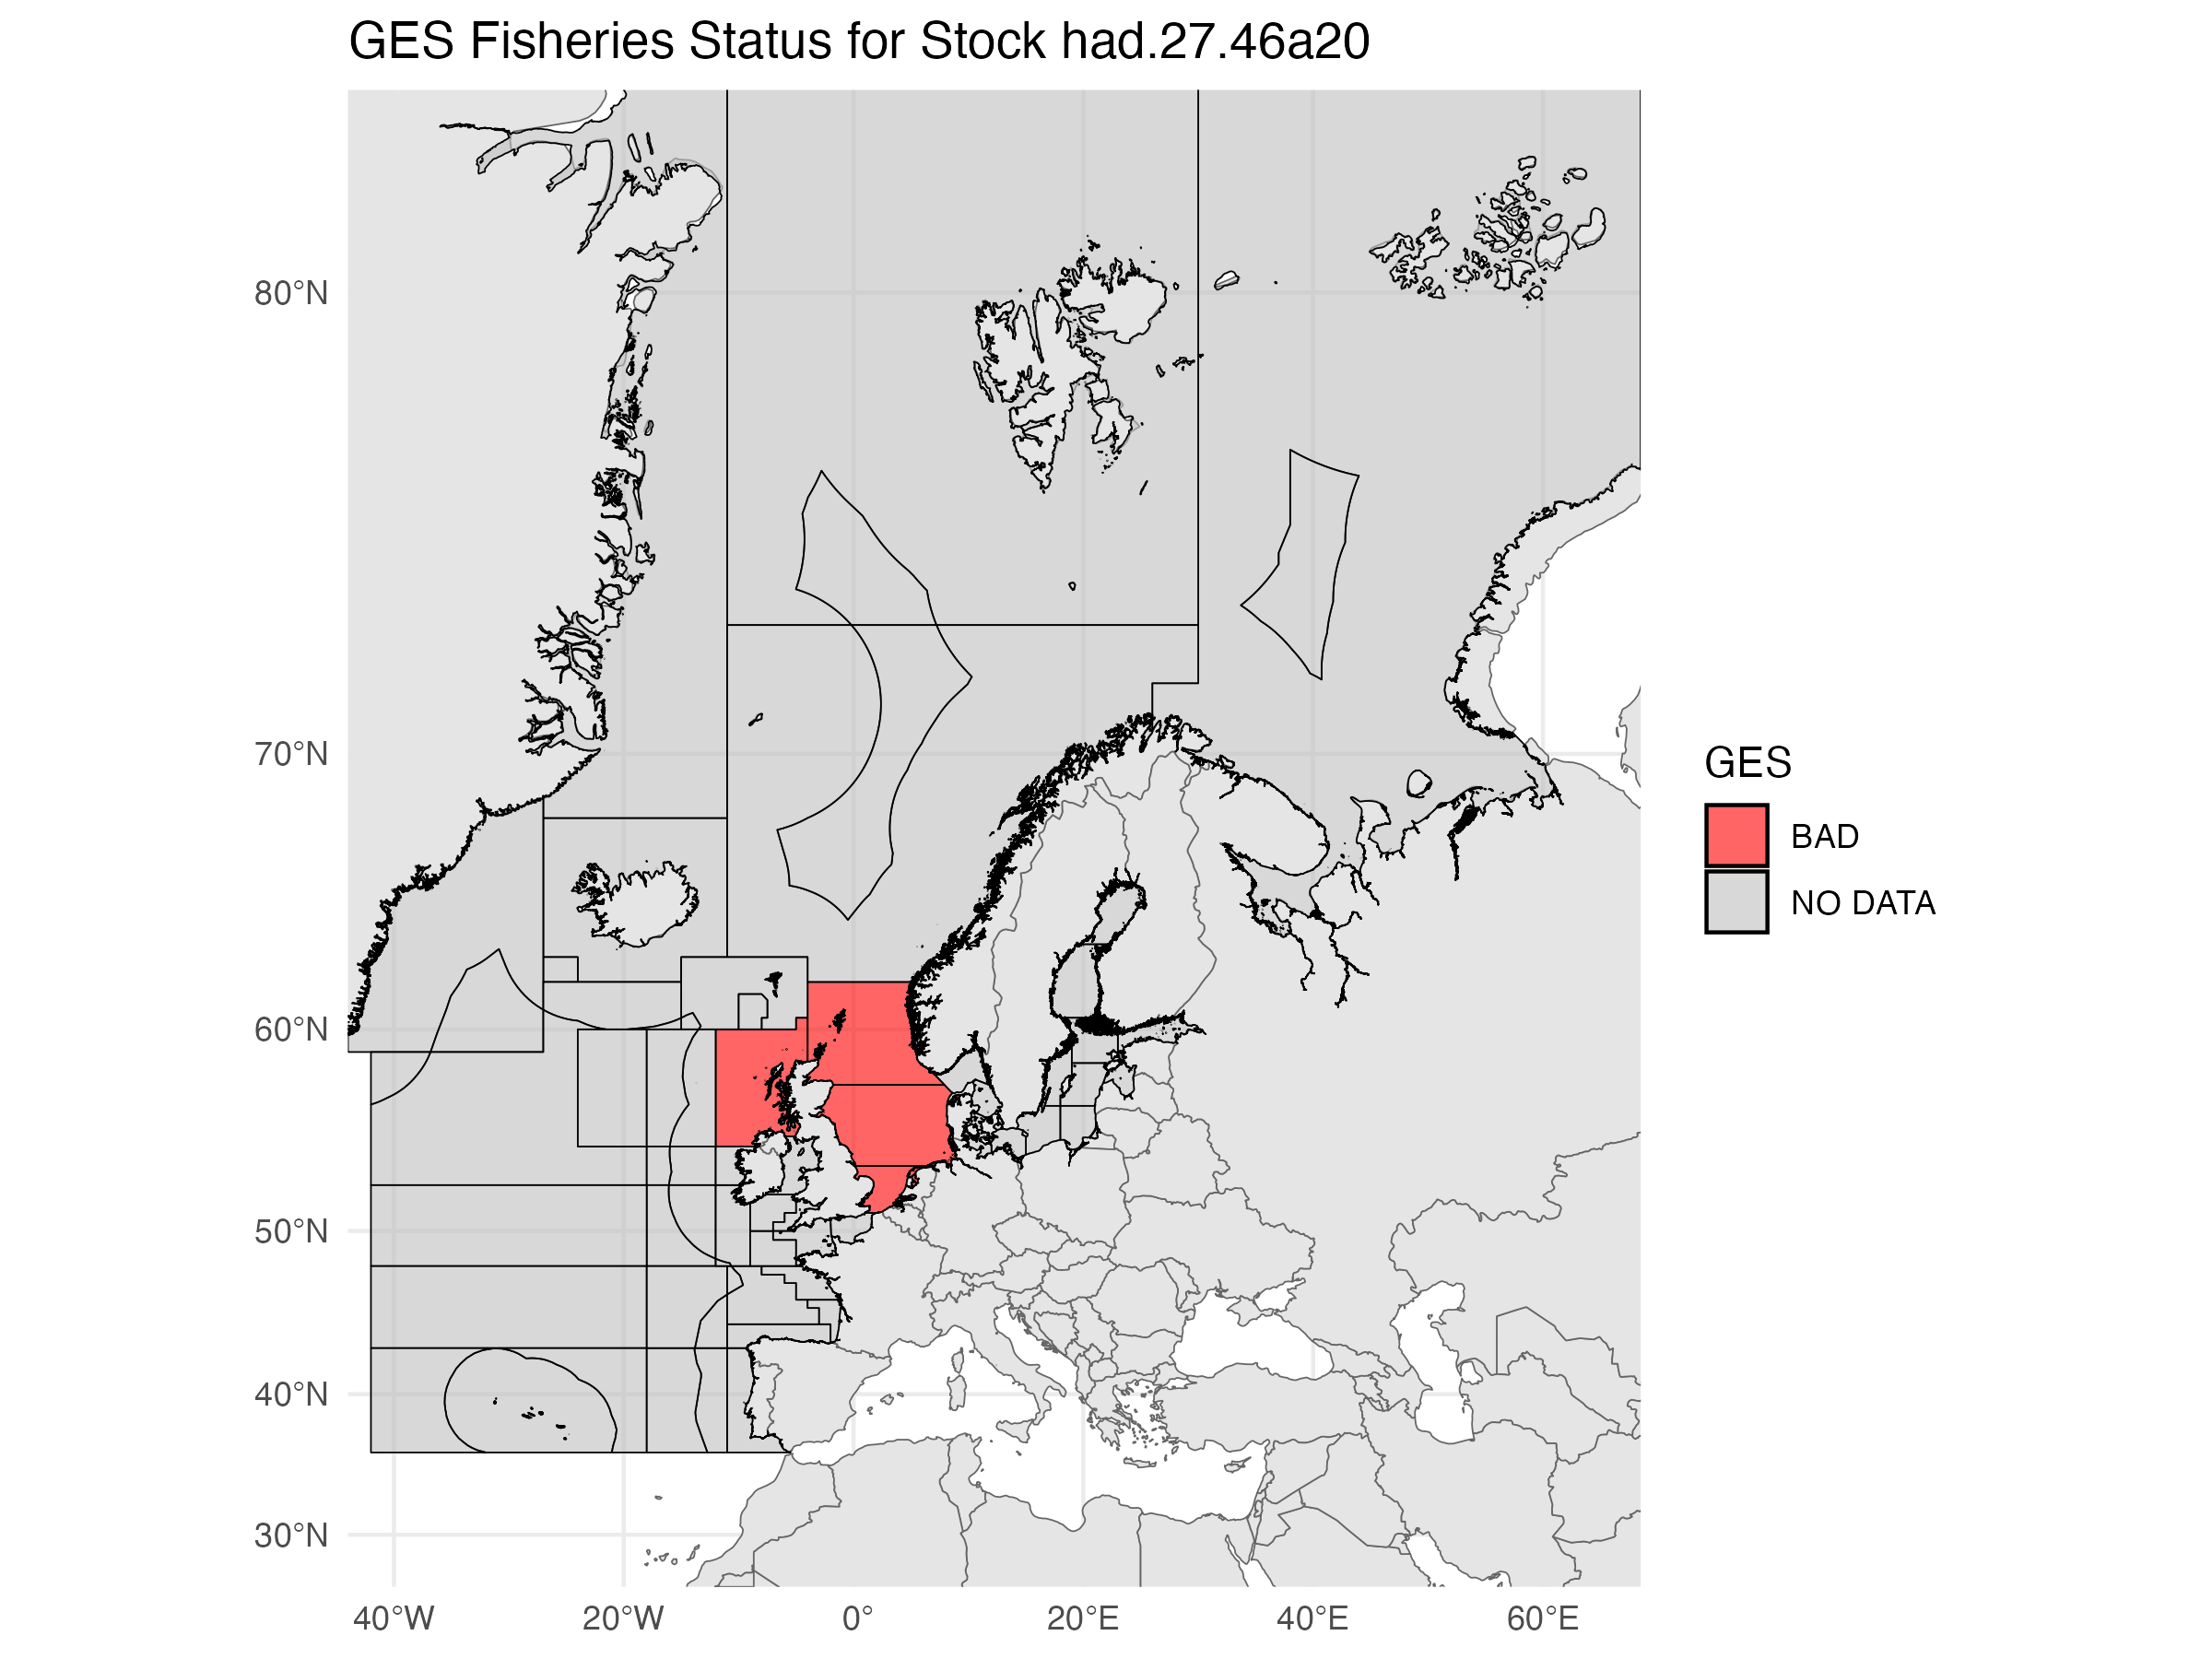 GES Fisheries Status for Stock had.27.46a20
80°N
70°N
60°N
50°N
40°N
30°N
40°W 20°W 0° 20°E 40°E 60°E
GES
BAD
NO DATA